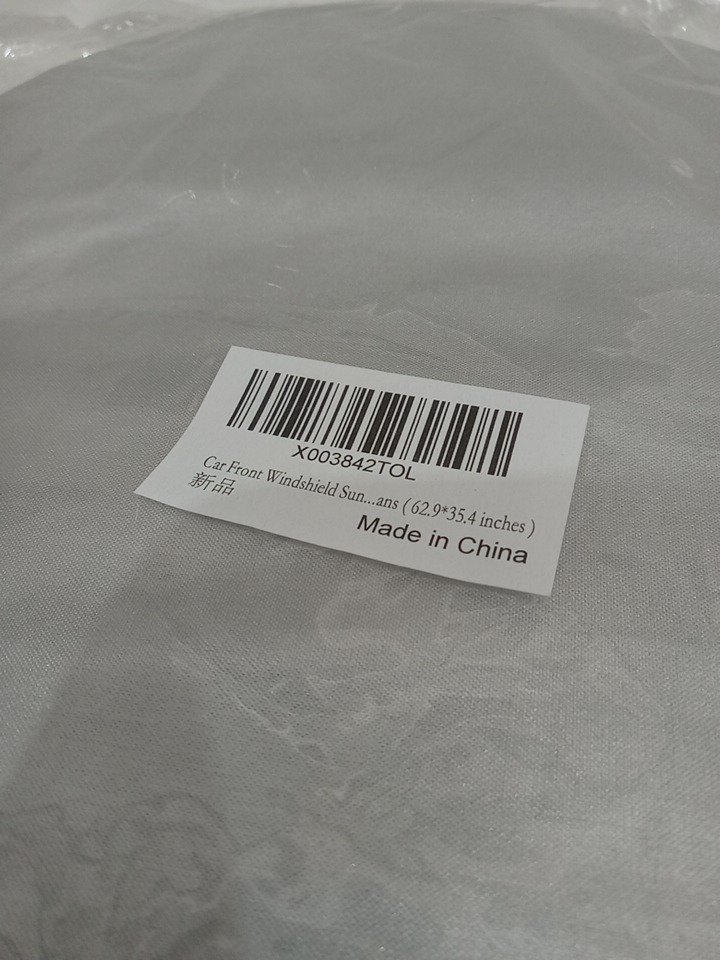 X003842TOL
Car Front Windshield Sun...ans ( 62.9*35.4 inches )
新品
Made in China